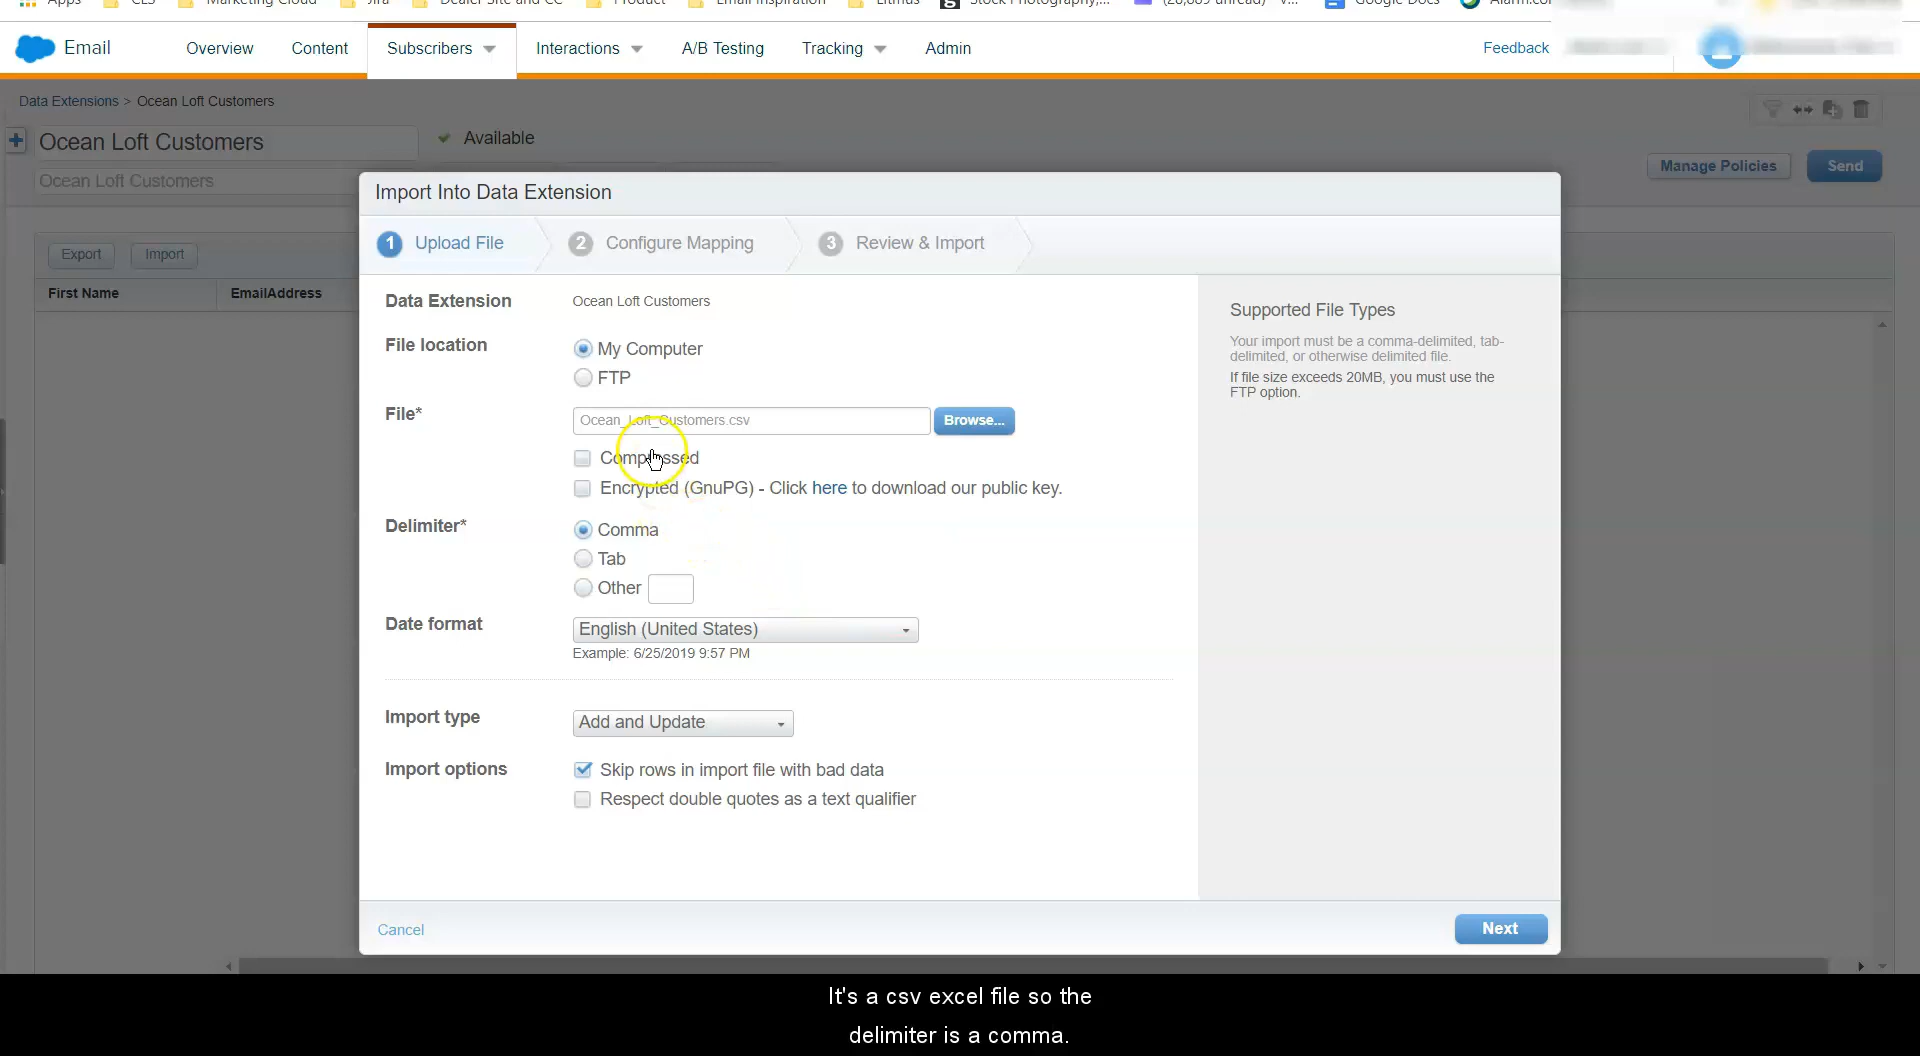 Apps CLS Marketing Cloud Jira Dealer Site and CC Product Email Inspiration Litmus Stock Photography,... Google Docs
Email
Overview
Content
Subscribers
Interactions
A/B Testing
Tracking
Admin
Feedback
Data Extensions > Ocean Loft Customers
Ocean Loft Customers
Available
Ocean Loft Customers
Manage Policies
Send
Export
Import
First Name
EmailAddress
Import Into Data Extension
1 Upload File
2 Configure Mapping
3 Review & Import
Data Extension
Ocean Loft Customers
File location
My Computer
FTP
File*
Ocean_Loft_Customers.csv
Browse...
Compressed
Encrypted (GnuPG) - Click here to download our public key.
Delimiter*
Comma
Tab
Other
Date format
English (United States)
Example: 6/25/2019 9:57 PM
Import type
Add and Update
Import options
Skip rows in import file with bad data
Respect double quotes as a text qualifier
Supported File Types
Your import must be a comma-delimited, tab-
delimited, or otherwise delimited file.
If file size exceeds 20MB, you must use the
FTP option.
Cancel
Next
It's a csv excel file so the
delimiter is a comma.